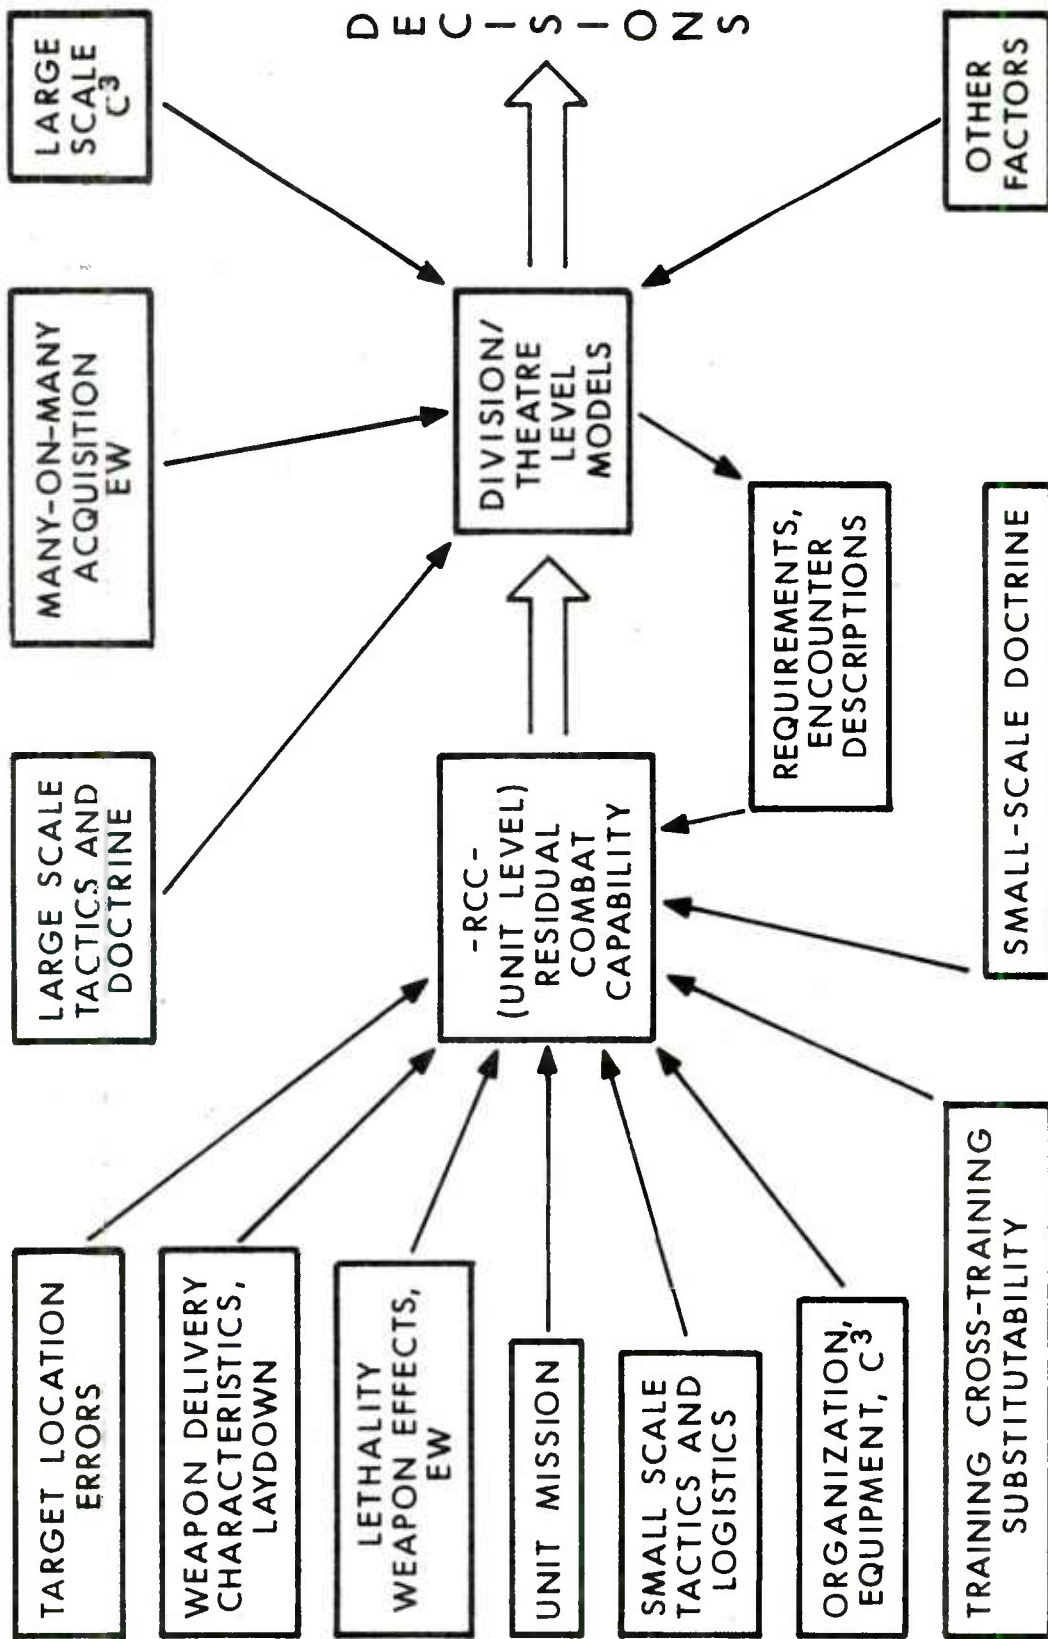 TARGET LOCATION
ERRORS
WEAPON DELIVERY
CHARACTERISTICS,
LAYDOWN
LETHALITY
WEAPON EFFECTS,
EW
UNIT MISSION
SMALL SCALE
TACTICS AND
LOGISTICS
ORGANIZATION,
EQUIPMENT, C³
TRAINING CROSS-TRAINING
SUBSTITUTABILITY
SMALL-SCALE DOCTRINE
-RCC-
(UNIT LEVEL)
RESIDUAL
COMBAT
CAPABILITY
REQUIREMENTS,
ENCOUNTER
DESCRIPTIONS
LARGE SCALE
TACTICS AND
DOCTRINE
MANY-ON-MANY
ACQUISITION
EW
LARGE
SCALE
C³
DIVISION/
THEATRE
LEVEL
MODELS
OTHER
FACTORS
DECISIONS